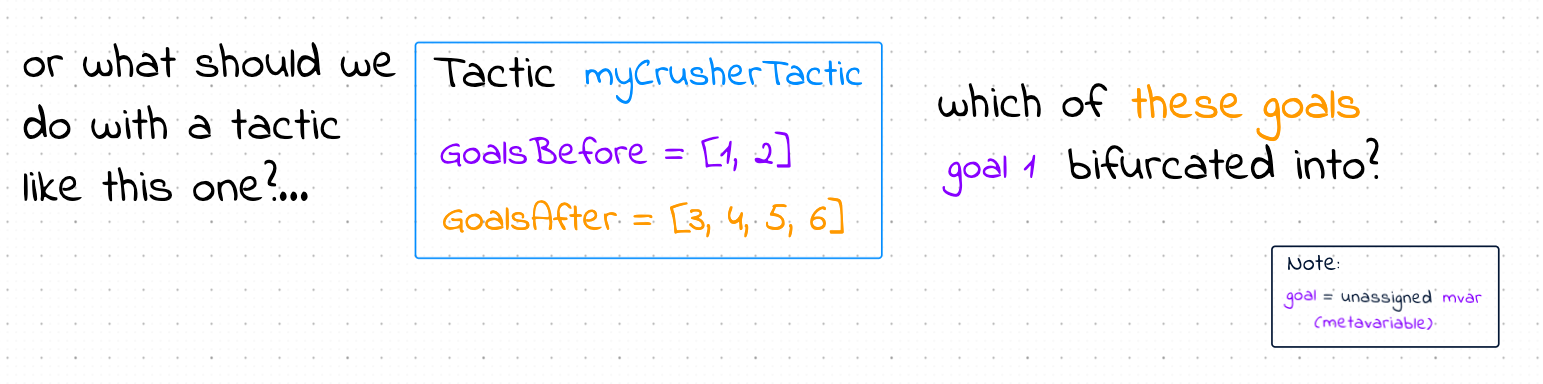 or what should we
do with a tactic
like this one?...
Tactic myCrusherTactic
GoalsBefore = [1, 2]
GoalsAfter = [3, 4, 5, 6]
which of these goals
goal 1 bifurcated into?
Note:
goal = unassigned mvar
(metavariable)